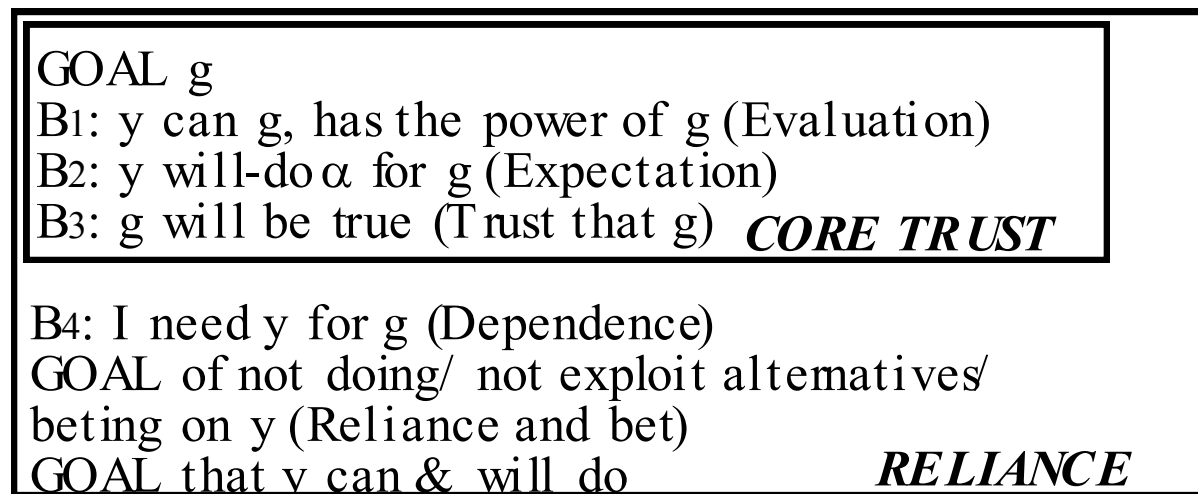 GOAL g
B1: y can g, has the power of g (Evaluation)
B2: y will-do α for g (Expectation)
B3: g will be true (Trust that g) CORE TRUST
B4: I need y for g (Dependence)
GOAL of not doing/ not exploit alternatives/
beting on y (Reliance and bet)
GOAL that y can & will do RELIANCE